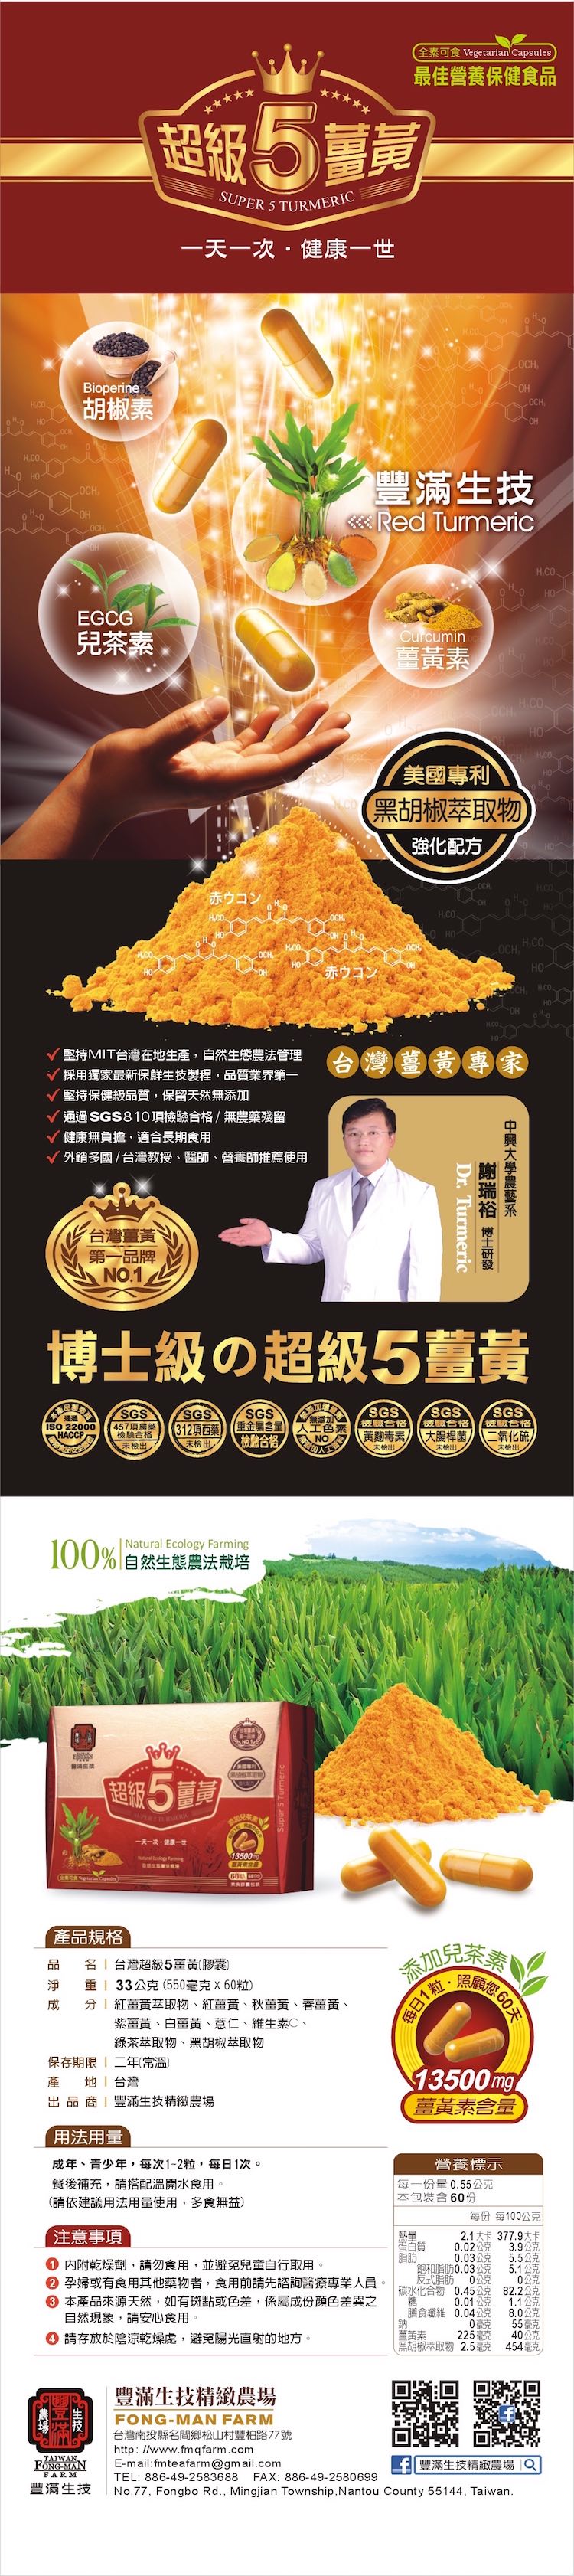 全素可食 Vegetarian Capsules
最佳營養保健食品
超級5薑黃
SUPER 5 TURMERIC
一天一次．健康一世
Bioperine
胡椒素
豐滿生技
Red Turmeric
EGCG
兒茶素
Curcumin
薑黃素
美國專利
黑胡椒萃取物
強化配方
赤ウコン
赤ウコン
堅持MIT台灣在地生產，自然生態農法管理
採用獨家最新保鮮生技製程，品質業界第一
堅持保健級品質，保留天然無添加
通過SGS810項檢驗合格/無農藥殘留
健康無負擔，適合長期食用
外銷多國/台灣教授、醫師、營養師推薦使用
台灣薑黃專家
中興大學農藝系
謝瑞裕 博士研發
Dr. Turmeric
台灣薑黃
第一品牌
NO.1
博士級の超級5薑黃
通過
ISO 22000
HACCP
SGS
457項農藥
檢驗合格
未檢出
SGS
312項西藥
未檢出
SGS
重金屬含量
檢驗合格
無添加
人工色素
NO
SGS
檢驗合格
黃麴毒素
未檢出
SGS
檢驗合格
大腸桿菌
未檢出
SGS
檢驗合格
二氧化硫
未檢出
100%
Natural Ecology Farming
自然生態農法栽培
豐滿生技
超級5薑黃
一天一次．健康一世
Natural Ecology Farming
Super 5 Turmeric
13500mg
產品規格
品名 台灣超級5薑黃(膠囊)
淨重 33公克 (550毫克 x 60粒)
成分 紅薑黃萃取物、紅薑黃、秋薑黃、春薑黃、
紫薑黃、白薑黃、薏仁、維生素C、
綠茶萃取物、黑胡椒萃取物
保存期限 二年(常溫)
產地 台灣
出品商 豐滿生技精緻農場
添加兒茶素
每日1粒．照顧您60天
13500mg
薑黃素含量
用法用量
成年、青少年，每次1-2粒，每日1次。
餐後補充，請搭配溫開水食用。
(請依建議用法用量使用，多食無益)
注意事項
1 內附乾燥劑，請勿食用，並避免兒童自行取用。
2 孕婦或有食用其他藥物者，食用前請先諮詢醫療專業人員。
3 本產品來源天然，如有斑點或色差，係屬成份顏色差異之
自然現象，請安心食用。
4 請存放於陰涼乾燥處，避免陽光直射的地方。
營養標示
每一份量 0.55公克
本包裝含 60份
每份 每100公克
熱量 2.1大卡 377.9大卡
蛋白質 0.02公克 3.9公克
脂肪 0.03公克 5.5公克
飽和脂肪 0.03公克 5.1公克
反式脂肪 0公克 0公克
碳水化合物 0.45公克 82.2公克
糖 0.01公克 1.1公克
膳食纖維 0.04公克 8.0公克
鈉 0毫克 55毫克
薑黃素 225毫克 40公克
黑胡椒萃取物 2.5毫克 454毫克
豐滿
農場
生技
TAIWAN
FONG-MAN
FARM
豐滿生技
豐滿生技精緻農場
FONG-MAN FARM
台灣南投縣名間鄉松山村豐柏路77號
http: //www.fmqfarm.com
E-mail:fmteafarm@gmail.com
TEL: 886-49-2583688 FAX: 886-49-2580699
No.77, Fongbo Rd., Mingjian Township,Nantou County 55144, Taiwan.
豐滿生技精緻農場